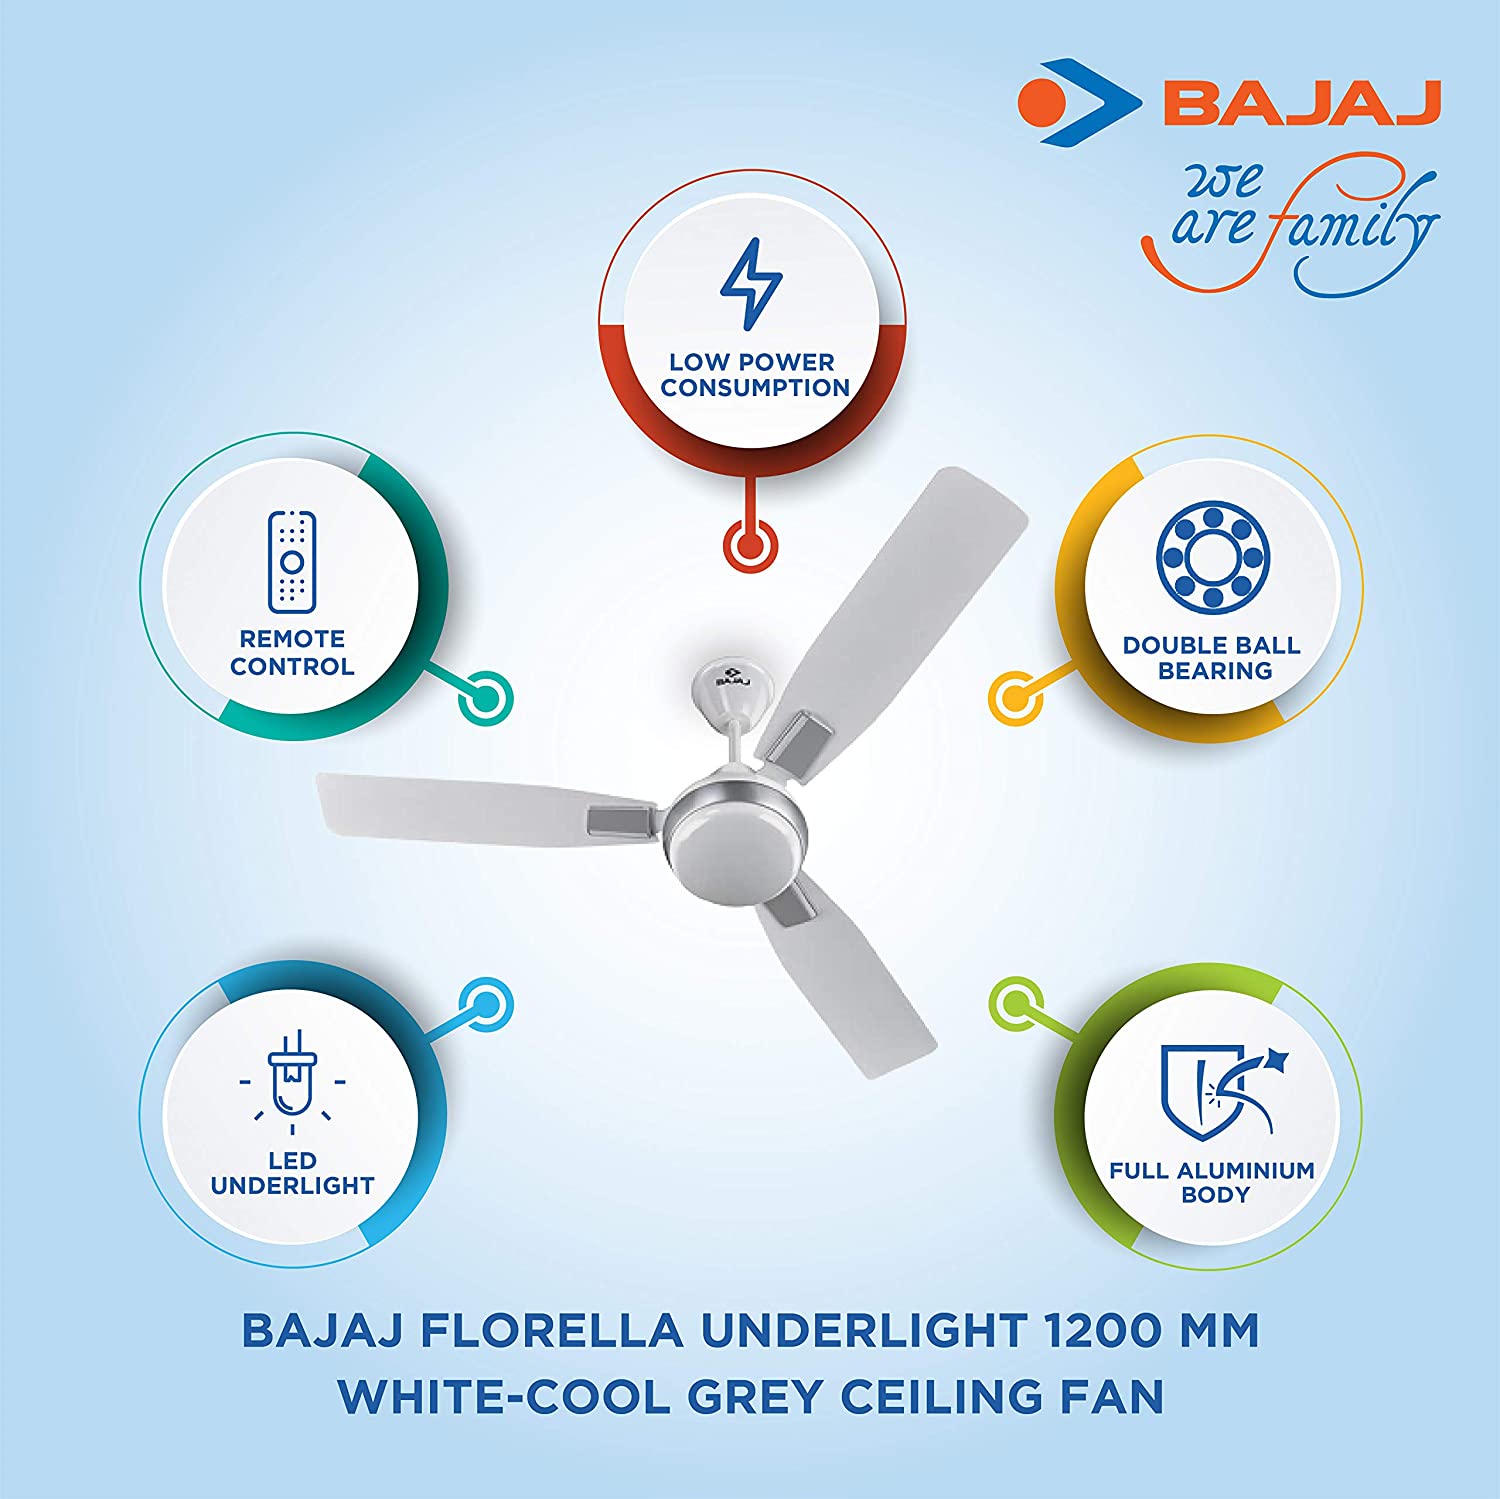 BAJAJ
we
are family
LOW POWER
CONSUMPTION
REMOTE
CONTROL
DOUBLE BALL
BEARING
BAJAJ
LED
UNDERLIGHT
FULL ALUMINIUM
BODY
BAJAJ FLORELLA UNDERLIGHT 1200 MM
WHITE-COOL GREY CEILING FAN